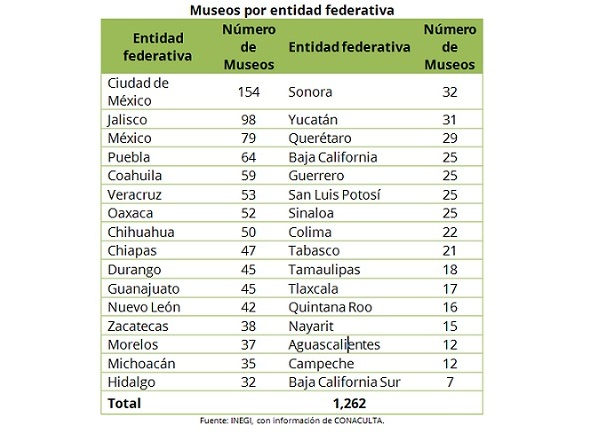 Museos por entidad federativa
Entidad federativa Número de Museos Entidad federativa Número de Museos
Ciudad de México 154 Sonora 32
Jalisco 98 Yucatán 31
México 79 Querétaro 29
Puebla 64 Baja California 25
Coahuila 59 Guerrero 25
Veracruz 53 San Luis Potosí 25
Oaxaca 52 Sinaloa 25
Chihuahua 50 Colima 22
Chiapas 47 Tabasco 21
Durango 45 Tamaulipas 18
Guanajuato 45 Tlaxcala 17
Nuevo León 42 Quintana Roo 16
Zacatecas 38 Nayarit 15
Morelos 37 Aguascalientes 12
Michoacán 35 Campeche 12
Hidalgo 32 Baja California Sur 7
Total 1,262
Fuente: INEGI, con información de CONACULTA.